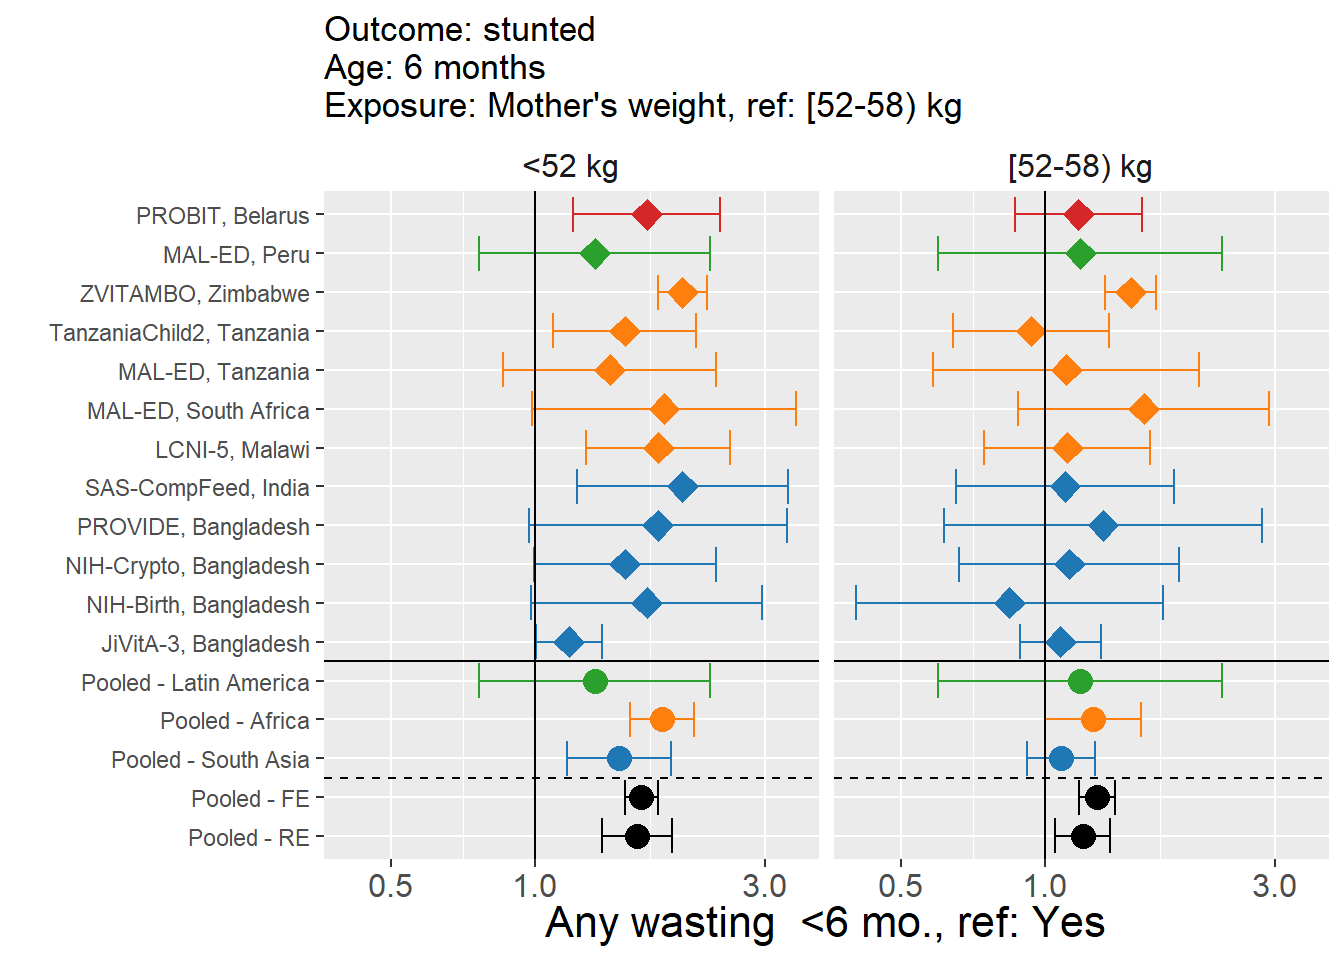 Outcome: stunted
Age: 6 months
Exposure: Mother's weight, ref: [52-58) kg
<52 kg
[52-58) kg
PROBIT, Belarus
MAL-ED, Peru
ZVITAMBO, Zimbabwe
TanzaniaChild2, Tanzania
MAL-ED, Tanzania
MAL-ED, South Africa
LCNI-5, Malawi
SAS-CompFeed, India
PROVIDE, Bangladesh
NIH-Crypto, Bangladesh
NIH-Birth, Bangladesh
JiVitA-3, Bangladesh
Pooled - Latin America
Pooled - Africa
Pooled - South Asia
Pooled - FE
Pooled - RE
0.5 1.0 3.0 0.5 1.0 3.0
Any wasting  <6 mo., ref: Yes